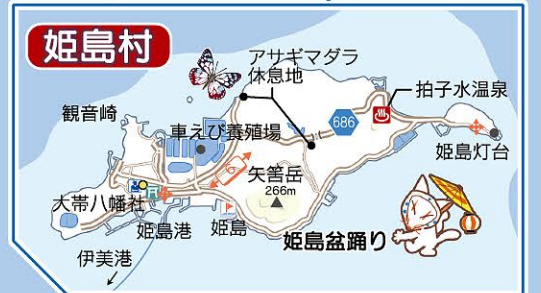 姫島村
アサギマダラ
休息地
拍子水温泉
観音崎
車えび養殖場
686
姫島灯台
矢筈岳
266m
大帯八幡社
姫島港
姫島
姫島盆踊り
伊美港